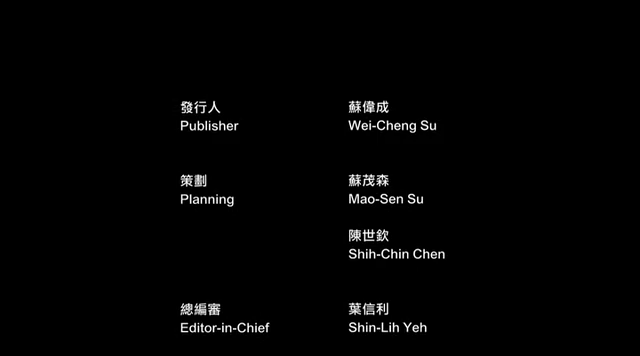 發行人 蘇偉成
Publisher Wei-Cheng Su
策劃 蘇茂森
Planning Mao-Sen Su
陳世欽
Shih-Chin Chen
總編審 葉信利
Editor-in-Chief Shin-Lih Yeh